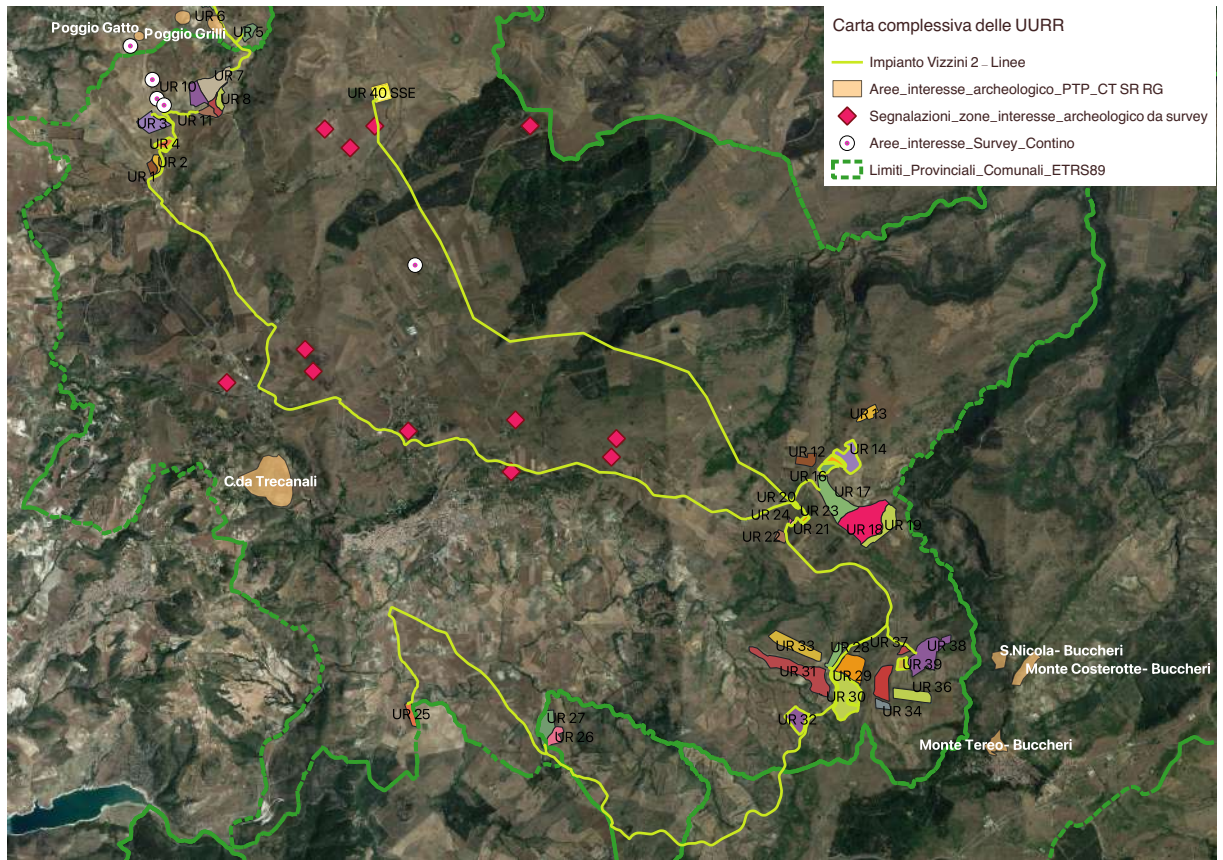 Carta complessiva delle UURR
Impianto Vizzini 2 - Linee
Aree_interesse_archeologico_PTP_CT SR RG
Segnalazioni_zone_interesse_archeologico da survey
Aree_interesse_Survey_Contino
Limiti_Provinciali_Comunali_ETRS89
UR 6
Poggio Gatto
Poggio Grilli
UR 5
UR 7
UR 10
UR 40 SSE
UR 8
UR 11
UR 3
UR 4
UR 2
UR 1
UR 13
UR 14
UR 12
UR 16
C.da Trecanali
UR 17
UR 20
UR 23
UR 24
UR 19
UR 21
UR 18
UR 22
UR 37
UR 38
UR 33
UR 28
S.Nicola- Buccheri
UR 39
Monte Costerotte- Buccheri
UR 31
UR 29
UR 36
UR 30
UR 34
UR 25
UR 27
UR 32
UR 26
Monte Tereo- Buccheri